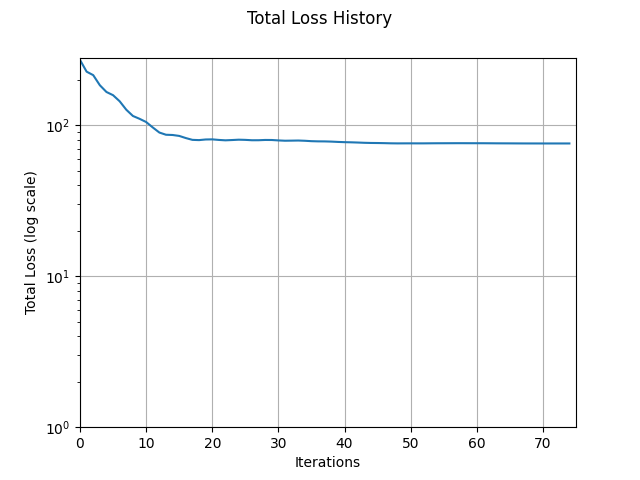 Total Loss History
Total Loss (log scale)
10²
10¹
10⁰
0 10 20 30 40 50 60 70
Iterations